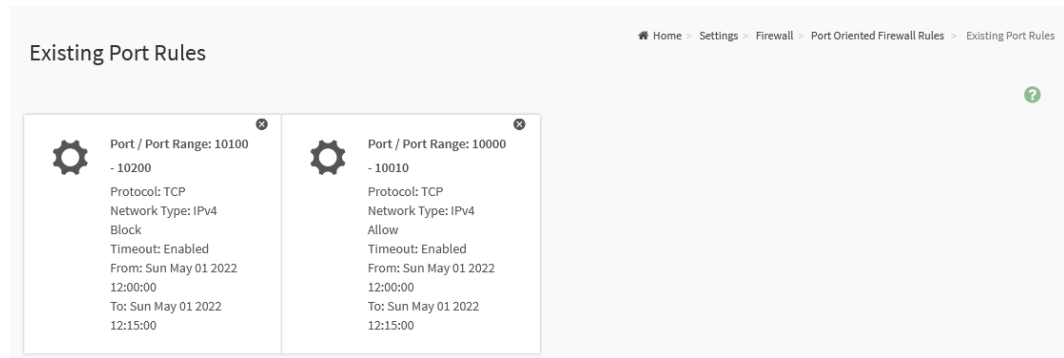 Existing Port Rules
Home > Settings > Firewall > Port Oriented Firewall Rules > Existing Port Rules
Port / Port Range: 10100
- 10200
Protocol: TCP
Network Type: IPv4
Block
Timeout: Enabled
From: Sun May 01 2022
12:00:00
To: Sun May 01 2022
12:15:00
Port / Port Range: 10000
- 10010
Protocol: TCP
Network Type: IPv4
Allow
Timeout: Enabled
From: Sun May 01 2022
12:00:00
To: Sun May 01 2022
12:15:00